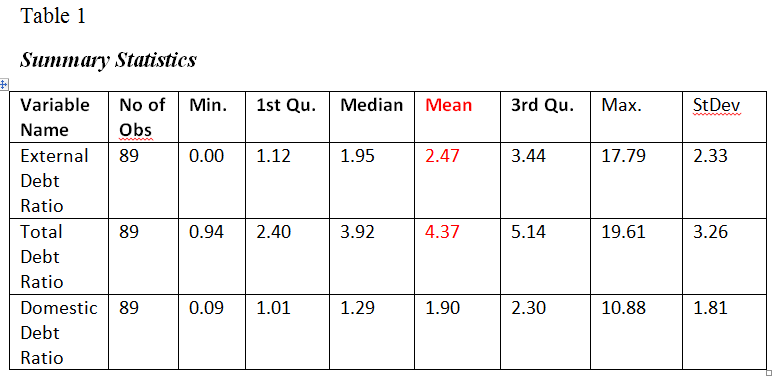 Table 1
Summary Statistics
Variable Name No of Obs Min. 1st Qu. Median Mean 3rd Qu. Max. StDev
External Debt Ratio 89 0.00 1.12 1.95 2.47 3.44 17.79 2.33
Total Debt Ratio 89 0.94 2.40 3.92 4.37 5.14 19.61 3.26
Domestic Debt Ratio 89 0.09 1.01 1.29 1.90 2.30 10.88 1.81